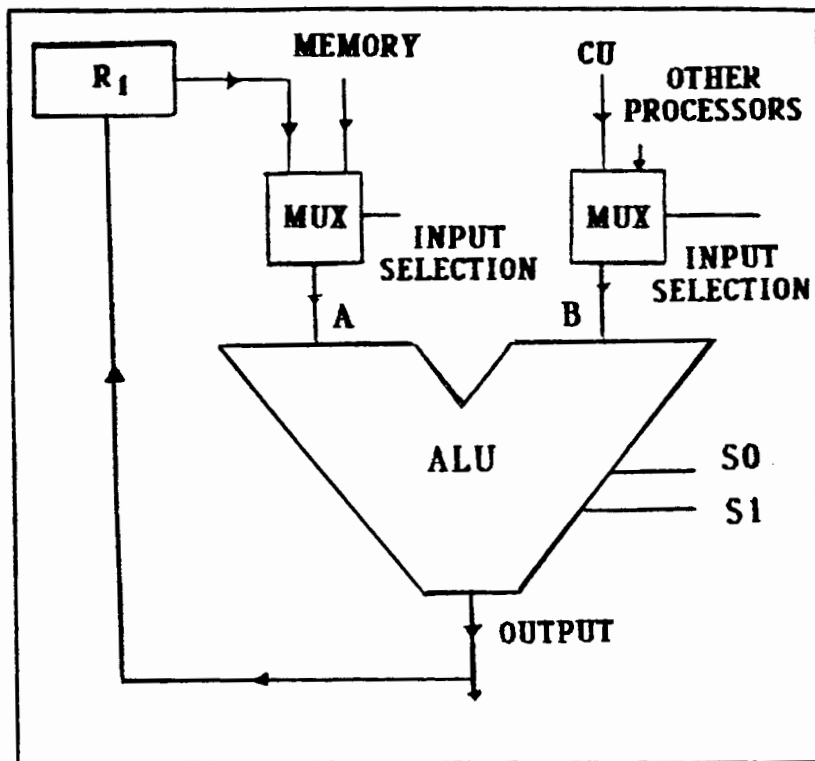 R1
MEMORY
CU
OTHER
PROCESSORS
MUX
INPUT
SELECTION
MUX
INPUT
SELECTION
A
B
ALU
S0
S1
OUTPUT